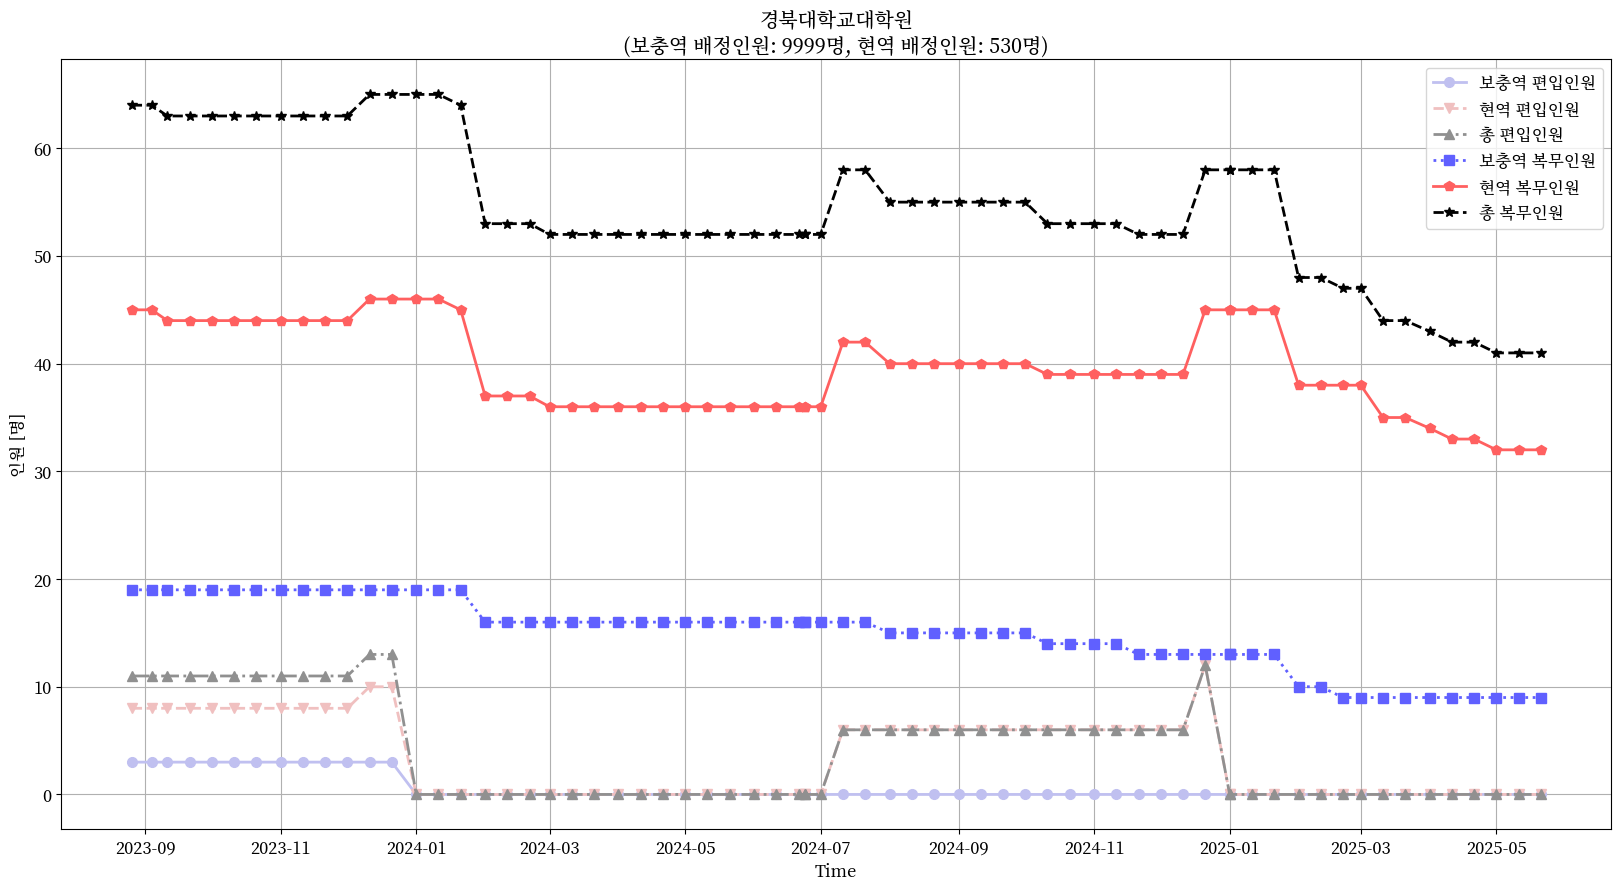 경북대학교대학원
(보충역 배정인원: 9999명, 현역 배정인원: 530명)
보충역 편입인원
현역 편입인원
총 편입인원
보충역 복무인원
현역 복무인원
총 복무인원
인원 [명]
60
50
40
30
20
10
0
2023-09
2023-11
2024-01
2024-03
2024-05
2024-07
2024-09
2024-11
2025-01
2025-03
2025-05
Time